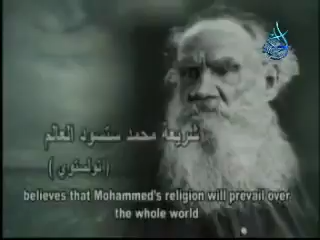 شريعة محمد ستسود العالم
(تولستوي)
believes that Mohammed's religion will prevail over
the whole world